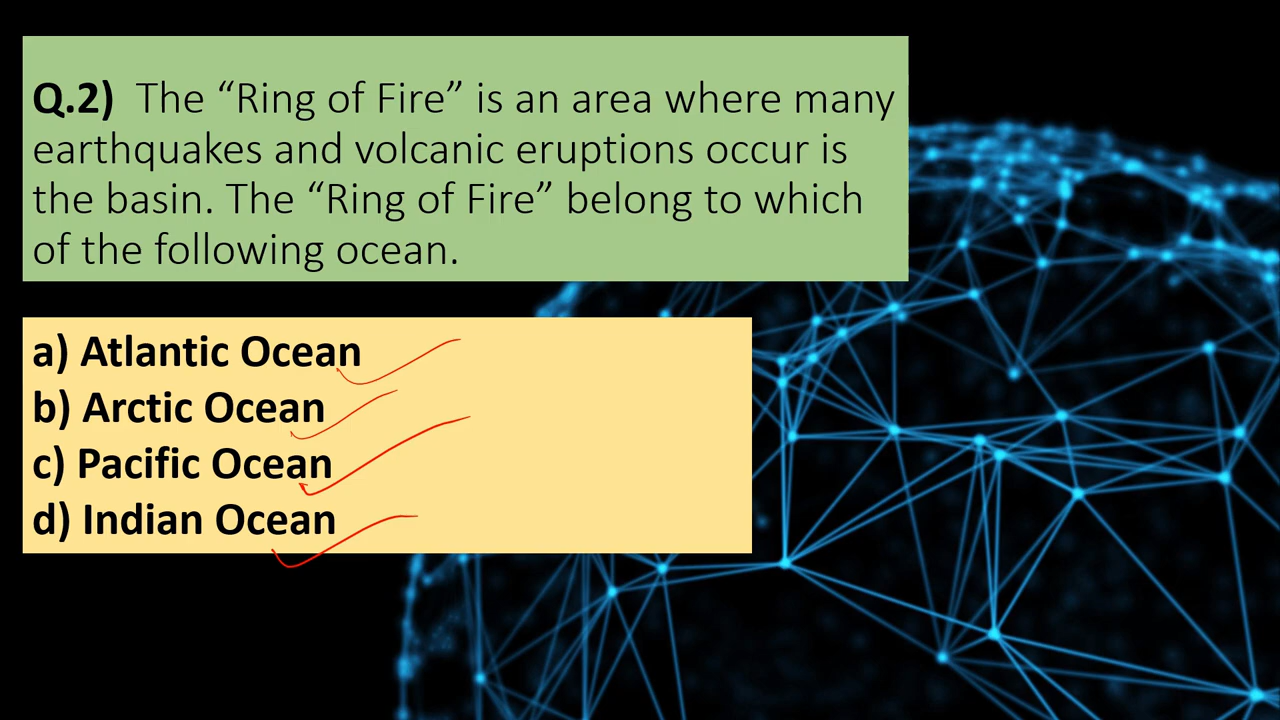 Q.2) The “Ring of Fire” is an area where many
earthquakes and volcanic eruptions occur is
the basin. The “Ring of Fire” belong to which
of the following ocean.
a) Atlantic Ocean
b) Arctic Ocean
c) Pacific Ocean
d) Indian Ocean